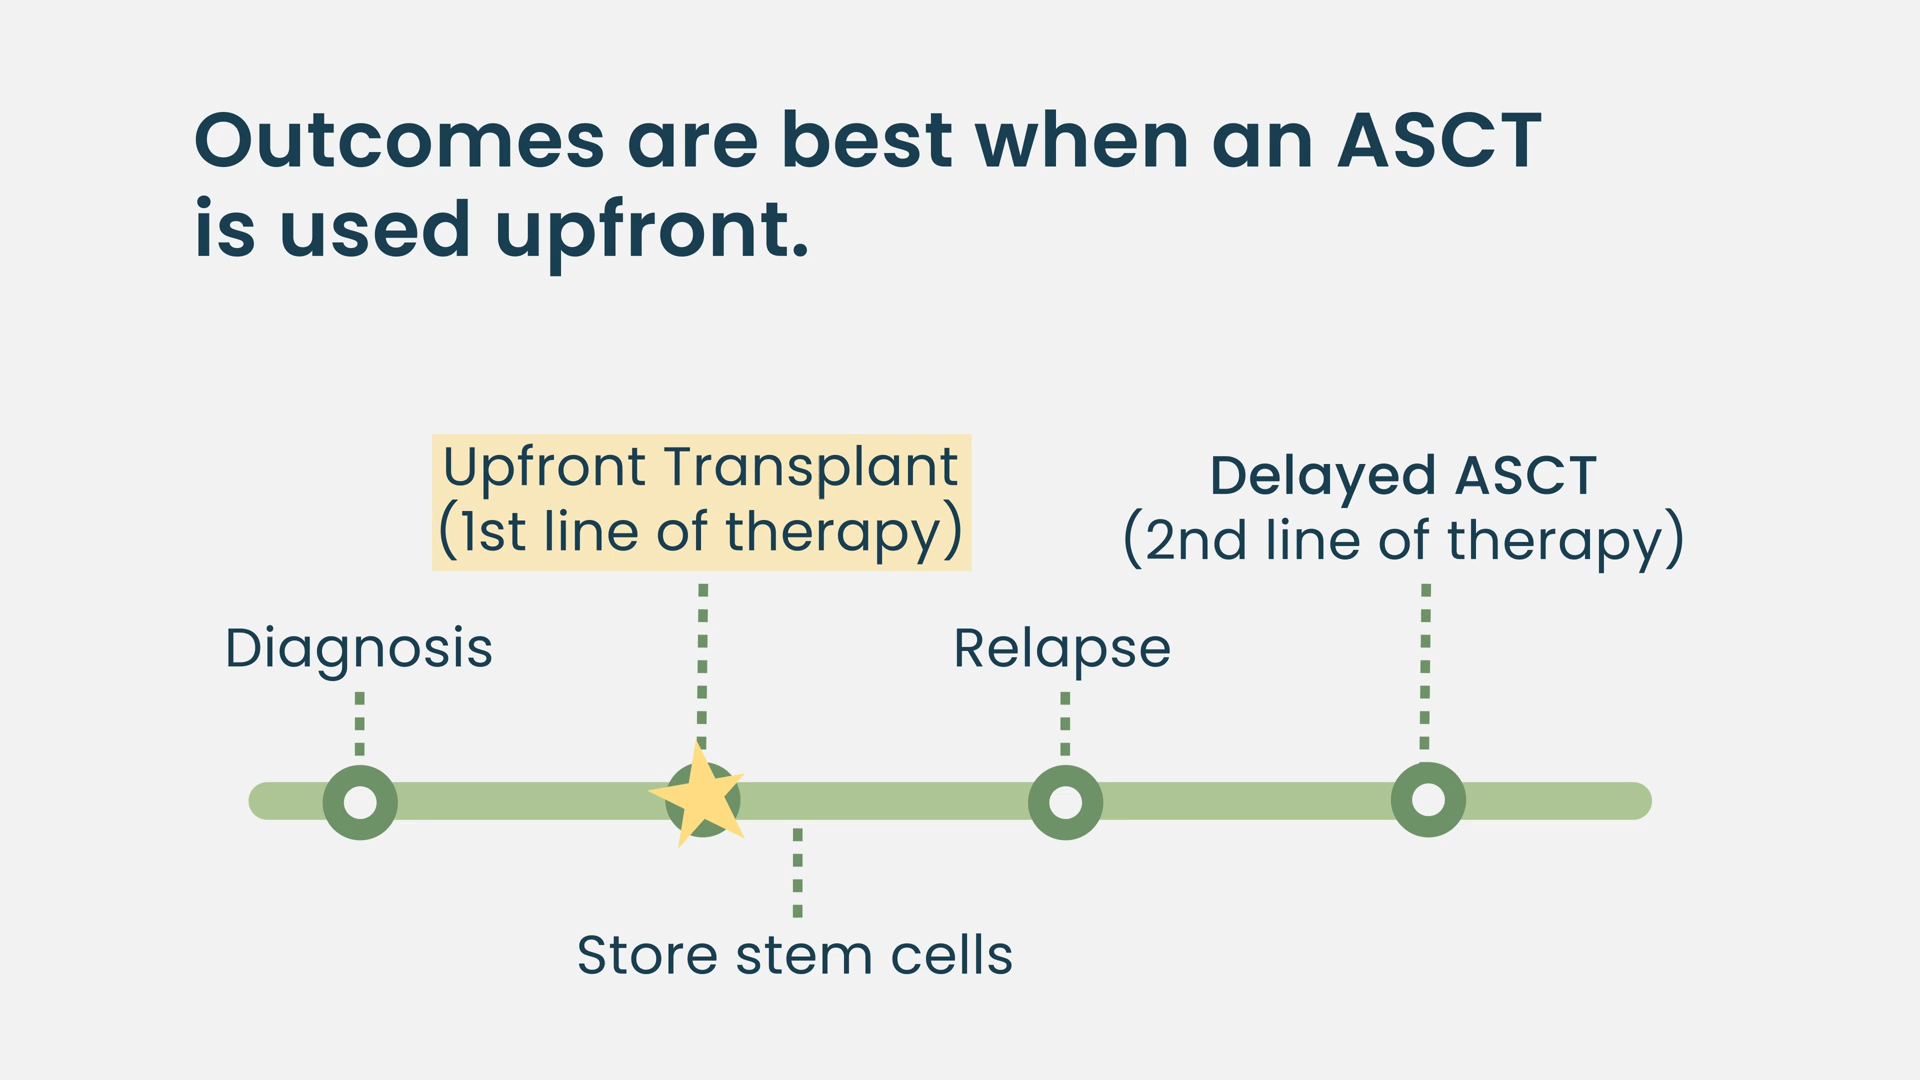 Outcomes are best when an ASCT
is used upfront.
Upfront Transplant
(1st line of therapy)
Delayed ASCT
(2nd line of therapy)
Diagnosis
Relapse
Store stem cells